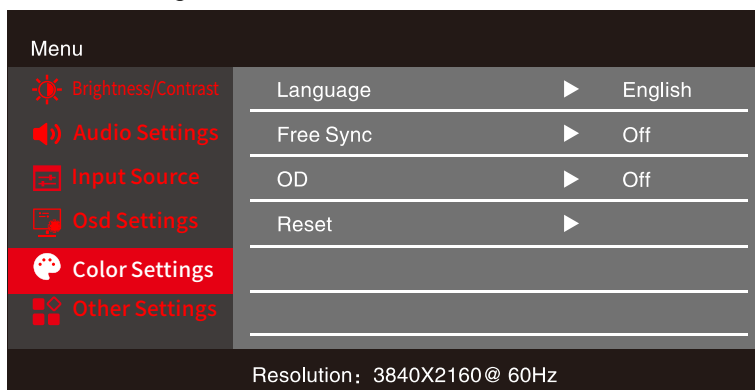 Menu
Brightness/Contrast
Audio Settings
Input Source
Osd Settings
Color Settings
Other Settings
Language ▶ English
Free Sync ▶ Off
OD ▶ Off
Reset ▶
Resolution：3840X2160@ 60Hz